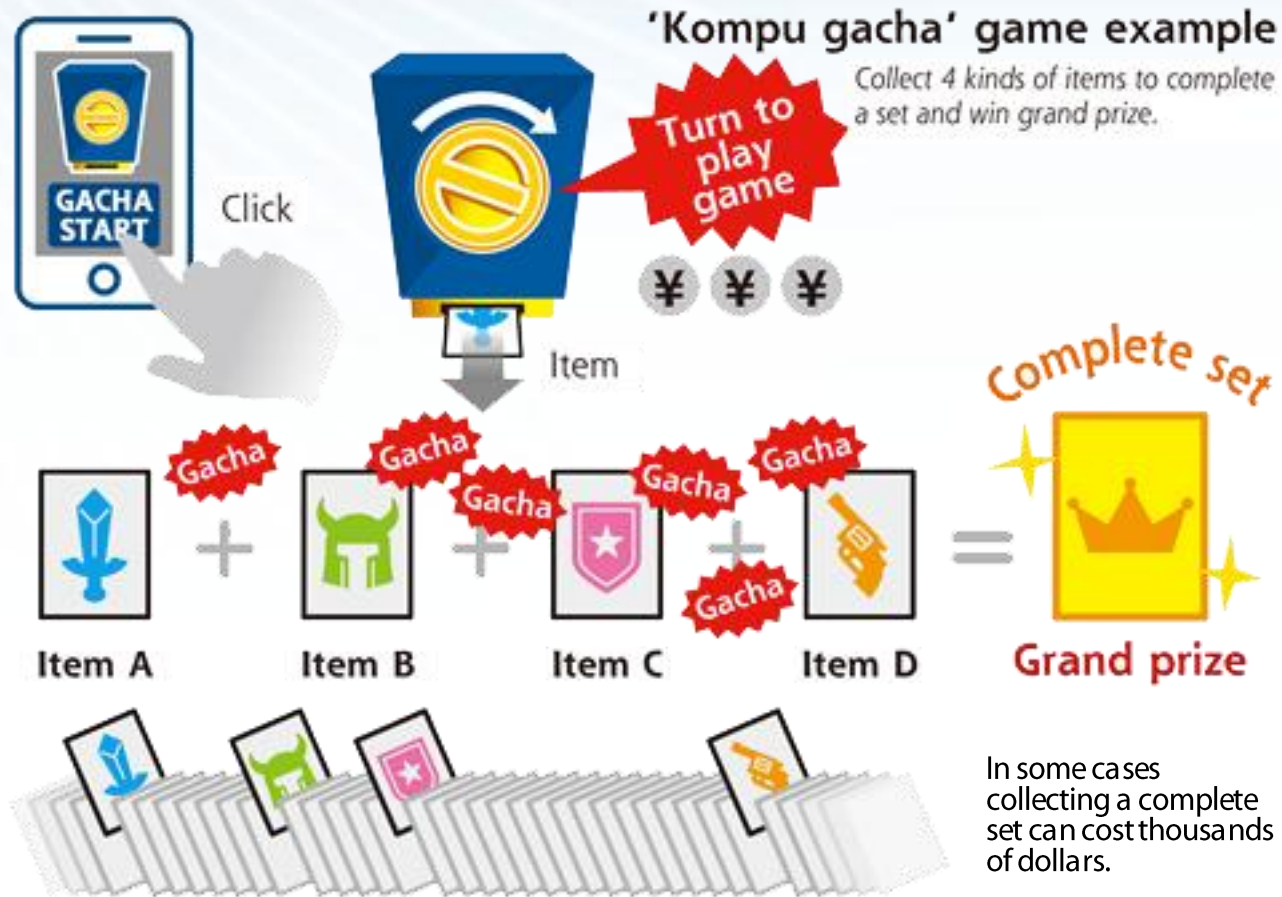 'Kompu gacha' game example
Collect 4 kinds of items to complete
a set and win grand prize.
GACHA
START
Click
Turn to
play
game
¥ ¥ ¥
Item
Complete set
Gacha
Gacha
Gacha
Gacha
Gacha
Gacha
+ + + =
Item A
Item B
Item C
Item D
Grand prize
In some cases
collecting a complete
set can cost thousands
of dollars.